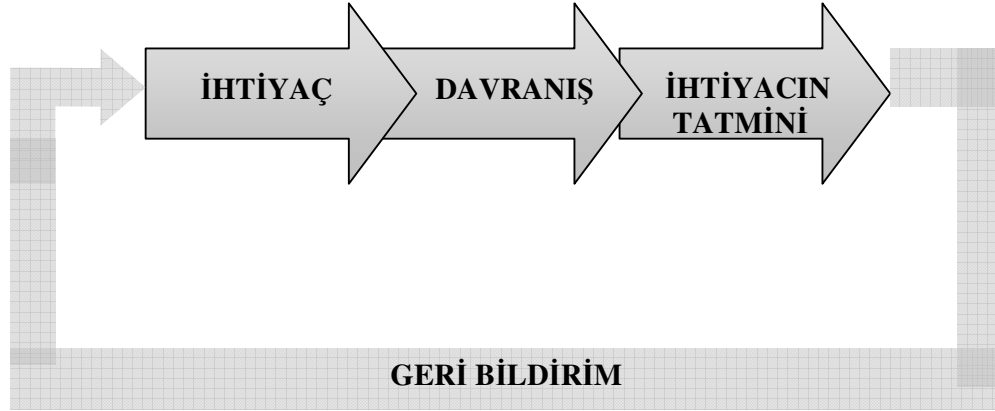 İHTİYAÇ
DAVRANIŞ
İHTİYACIN
TATMİNİ
GERİ BİLDİRİM